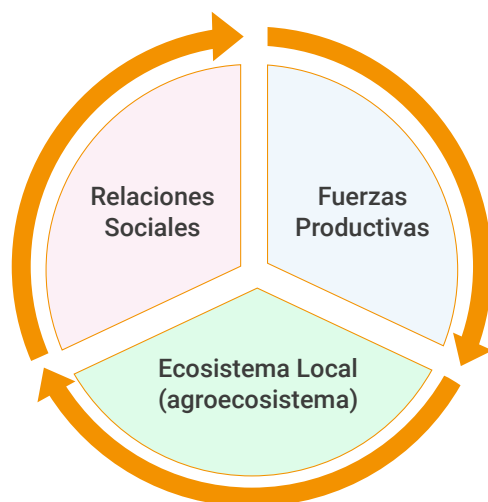 Relaciones
Sociales
Fuerzas
Productivas
Ecosistema Local
(agroecosistema)